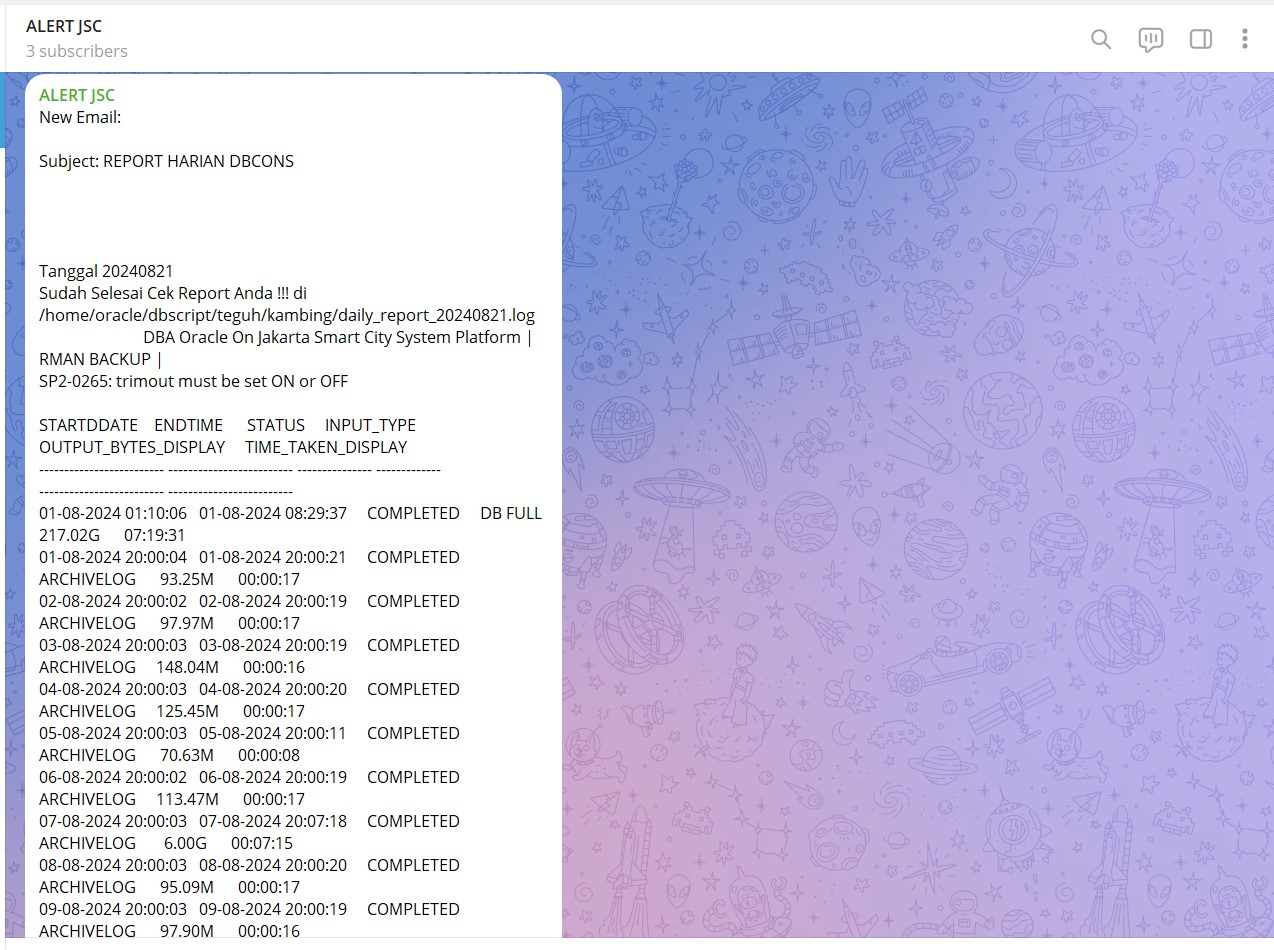 ALERT JSC
3 subscribers
ALERT JSC
New Email:
Subject: REPORT HARIAN DBCONS
Tanggal 20240821
Sudah Selesai Cek Report Anda !!! di
/home/oracle/dbscript/teguh/kambing/daily_report_20240821.log
DBA Oracle On Jakarta Smart City System Platform |
RMAN BACKUP |
SP2-0265: trimout must be set ON or OFF
STARTDDATE ENDTIME STATUS INPUT_TYPE
OUTPUT_BYTES_DISPLAY TIME_TAKEN_DISPLAY
------------------------- ------------------------- --------------- -------------
------------------------- -------------------------
01-08-2024 01:10:06 01-08-2024 08:29:37 COMPLETED DB FULL
217.02G 07:19:31
01-08-2024 20:00:04 01-08-2024 20:00:21 COMPLETED
ARCHIVELOG 93.25M 00:00:17
02-08-2024 20:00:02 02-08-2024 20:00:19 COMPLETED
ARCHIVELOG 97.97M 00:00:17
03-08-2024 20:00:03 03-08-2024 20:00:19 COMPLETED
ARCHIVELOG 148.04M 00:00:16
04-08-2024 20:00:03 04-08-2024 20:00:20 COMPLETED
ARCHIVELOG 125.45M 00:00:17
05-08-2024 20:00:03 05-08-2024 20:00:11 COMPLETED
ARCHIVELOG 70.63M 00:00:08
06-08-2024 20:00:02 06-08-2024 20:00:19 COMPLETED
ARCHIVELOG 113.47M 00:00:17
07-08-2024 20:00:03 07-08-2024 20:07:18 COMPLETED
ARCHIVELOG 6.00G 00:07:15
08-08-2024 20:00:03 08-08-2024 20:00:20 COMPLETED
ARCHIVELOG 95.09M 00:00:17
09-08-2024 20:00:03 09-08-2024 20:00:19 COMPLETED
ARCHIVELOG 97.90M 00:00:16